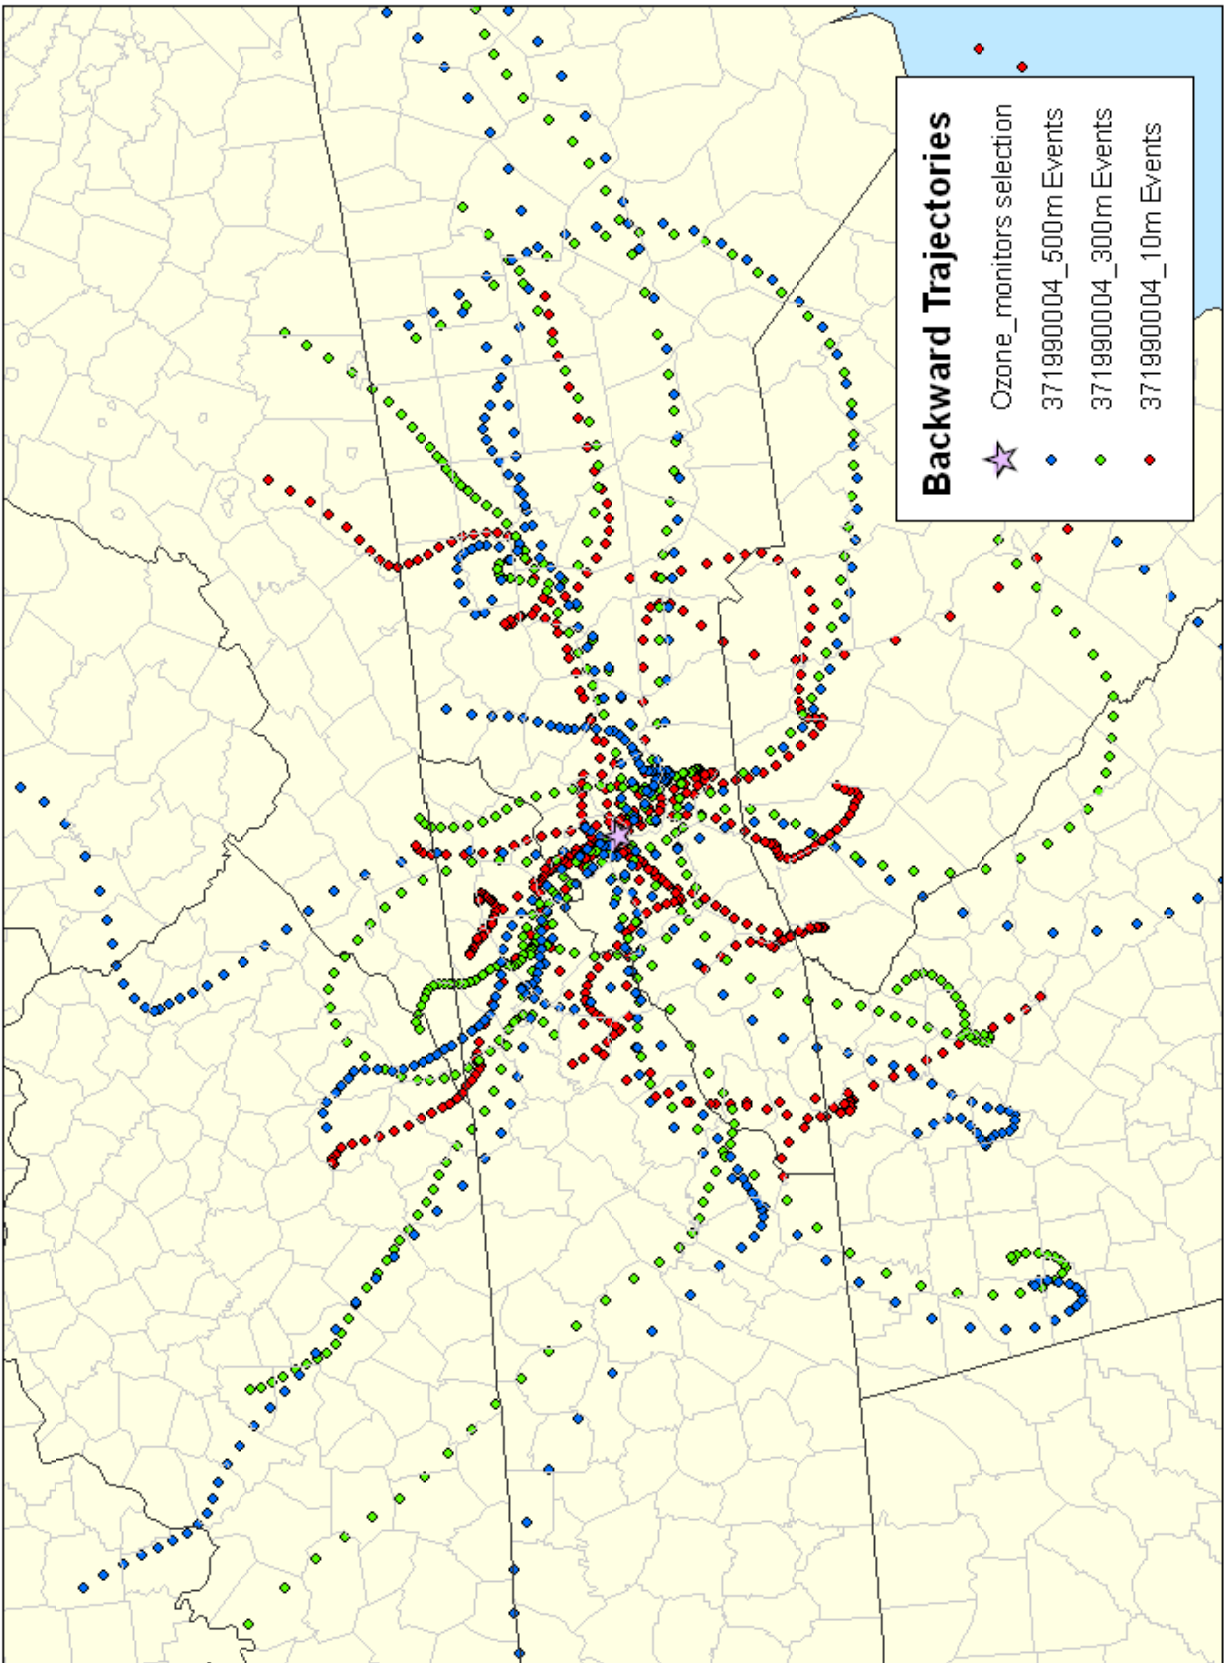 Backward Trajectories
Ozone_monitors selection
371990004_500m Events
371990004_300m Events
371990004_10m Events